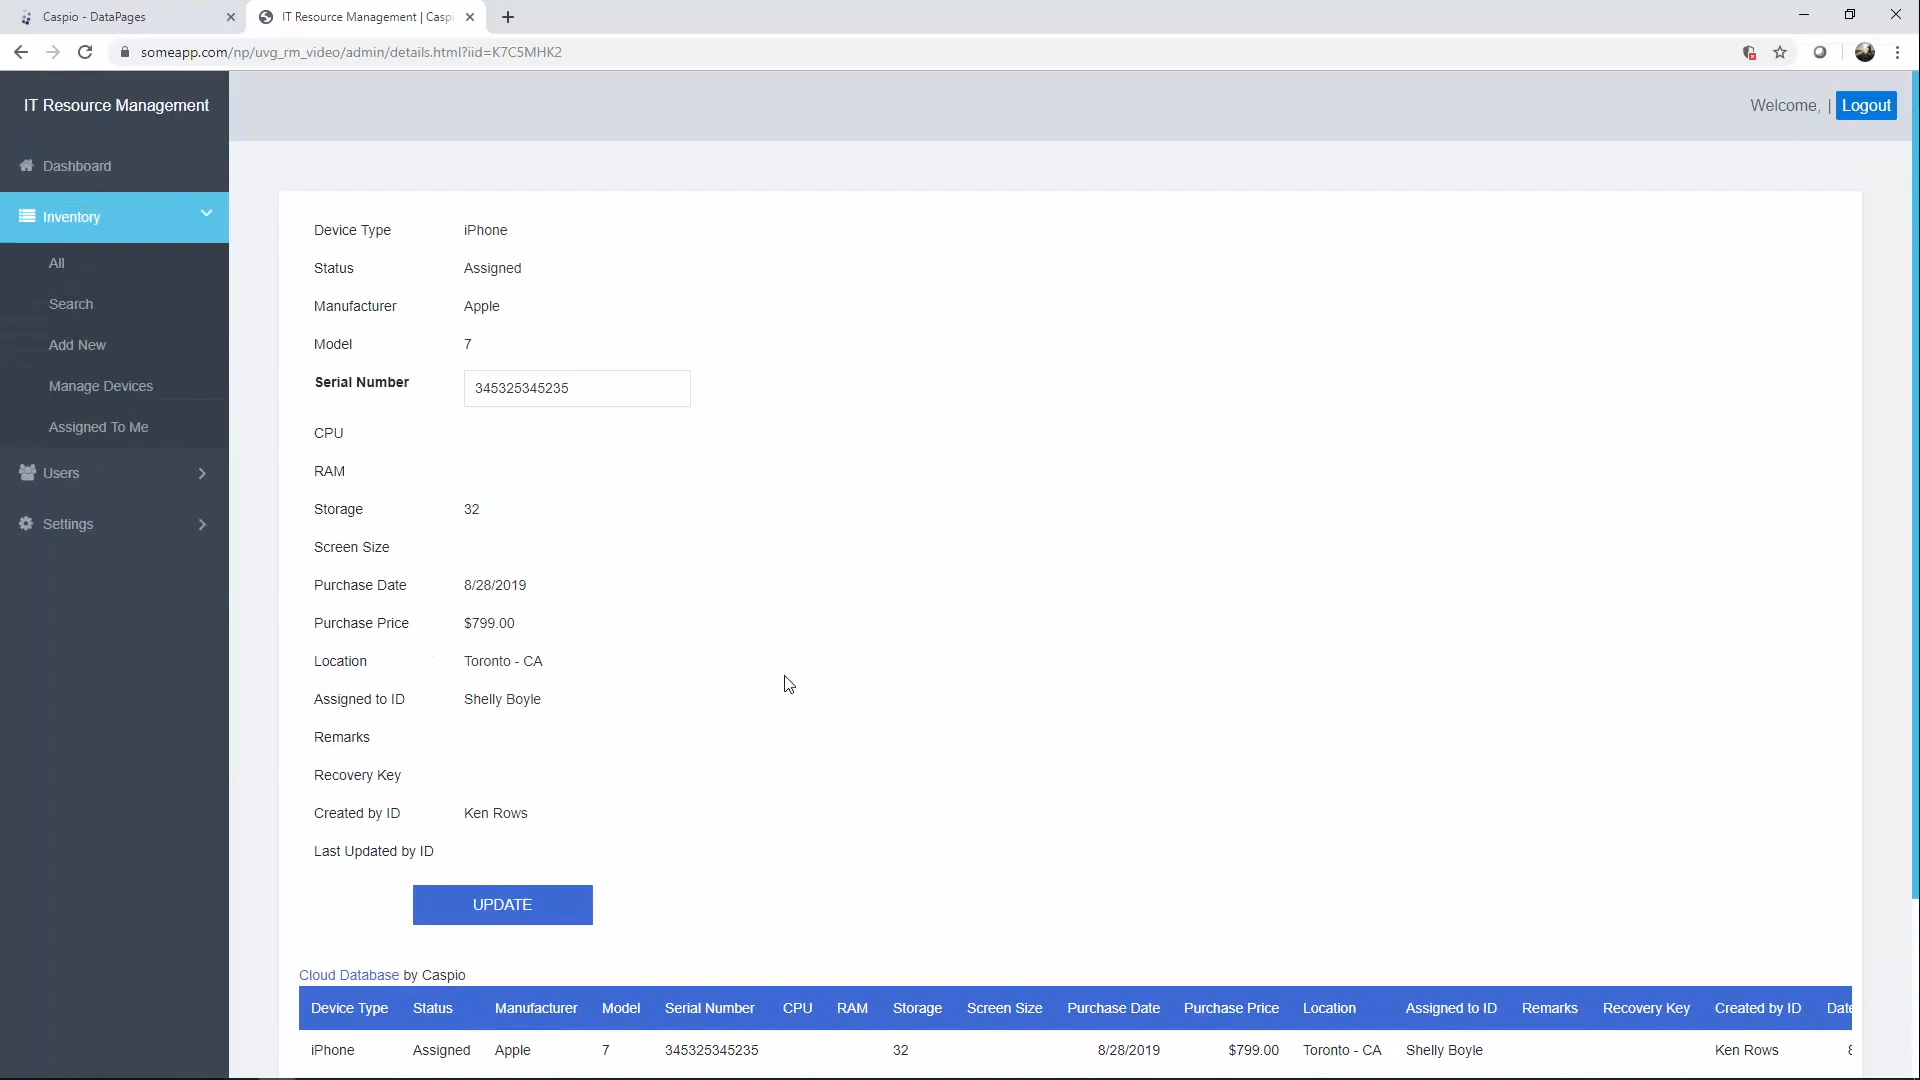 Caspio - DataPages
IT Resource Management | Casp
someapp.com/np/uvg_rm_video/admin/details.html?iid=K7C5MHK2
IT Resource Management
Welcome, | Logout
Dashboard
Inventory
All
Search
Add New
Manage Devices
Assigned To Me
Users
Settings
Device Type iPhone
Status Assigned
Manufacturer Apple
Model 7
Serial Number 345325345235
CPU
RAM
Storage 32
Screen Size
Purchase Date 8/28/2019
Purchase Price $799.00
Location Toronto - CA
Assigned to ID Shelly Boyle
Remarks
Recovery Key
Created by ID Ken Rows
Last Updated by ID
UPDATE
Cloud Database by Caspio
Device Type Status Manufacturer Model Serial Number CPU RAM Storage Screen Size Purchase Date Purchase Price Location Assigned to ID Remarks Recovery Key Created by ID Date
iPhone Assigned Apple 7 345325345235 32 8/28/2019 $799.00 Toronto - CA Shelly Boyle Ken Rows